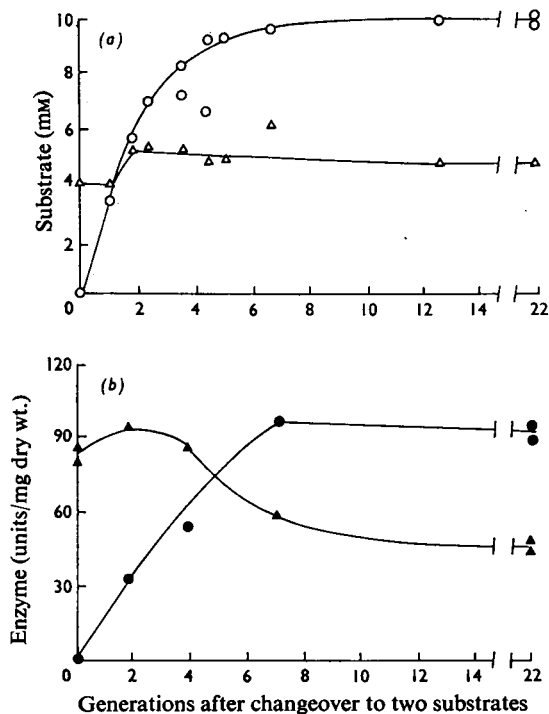 (a)
Substrate (mM)
10
8
6
4
2
0
0 2 4 6 8 10 12 14 22
(b)
Enzyme (units/mg dry wt.)
120
90
60
30
0 2 4 6 8 10 12 14 22
Generations after changeover to two substrates